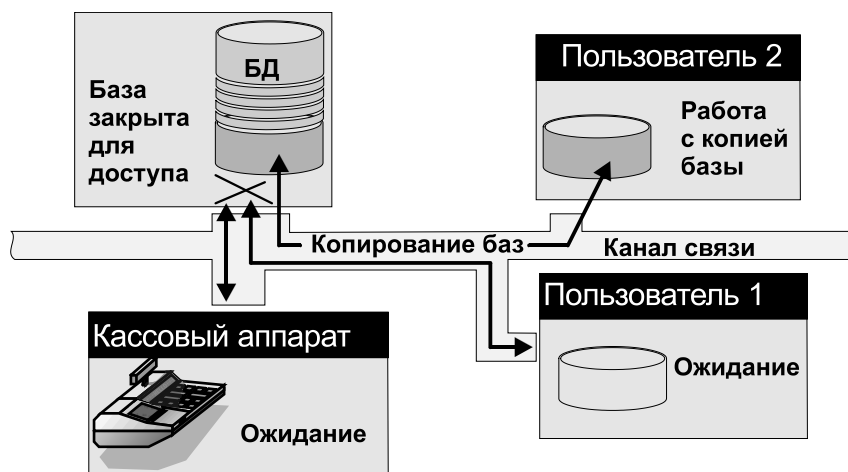 БД
База
закрыта
для
доступа
Пользователь 2
Работа
с копией
базы
Копирование баз
Канал связи
Пользователь 1
Ожидание
Кассовый аппарат
Ожидание